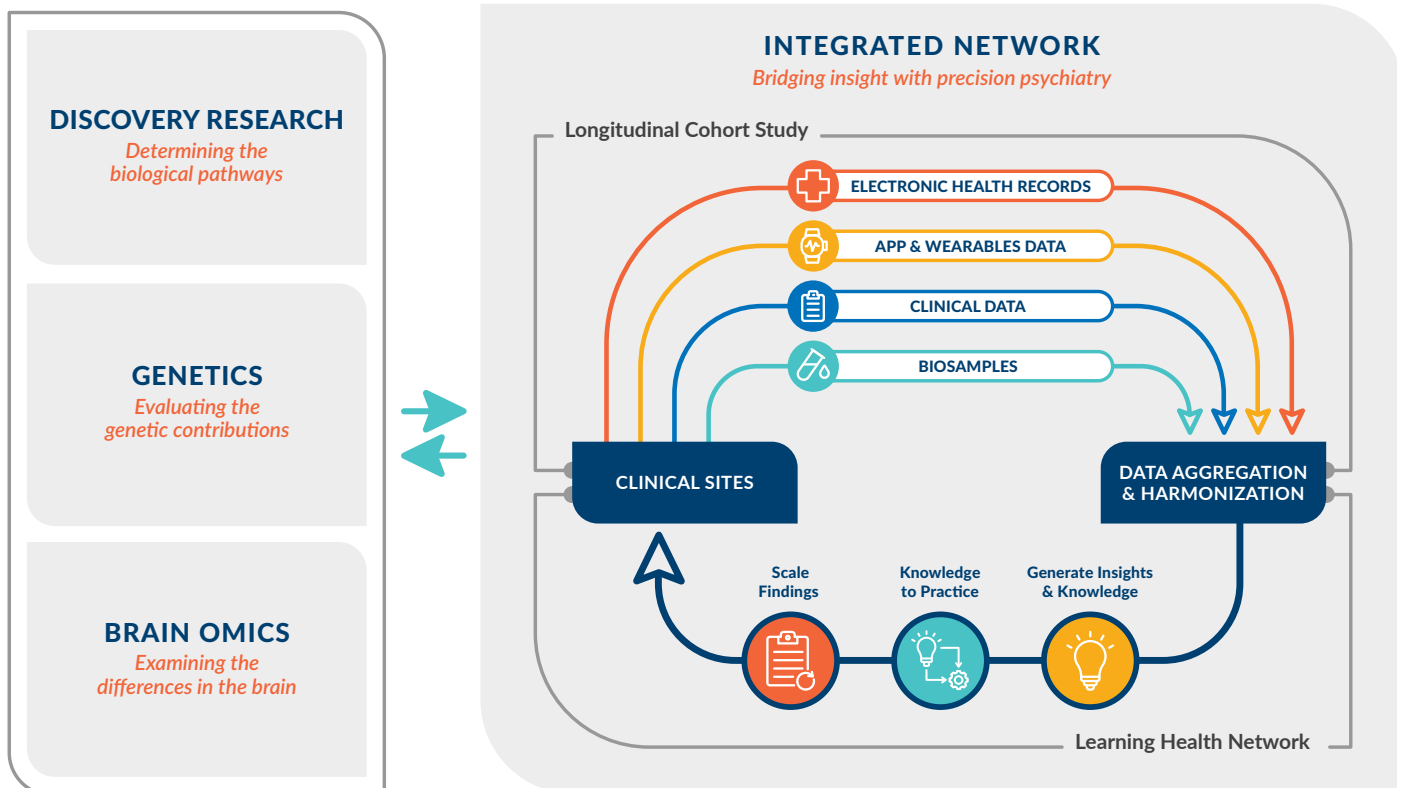 DISCOVERY RESEARCH
Determining the
biological pathways
GENETICS
Evaluating the
genetic contributions
BRAIN OMICS
Examining the
differences in the brain
INTEGRATED NETWORK
Bridging insight with precision psychiatry
Longitudinal Cohort Study
ELECTRONIC HEALTH RECORDS
APP & WEARABLES DATA
CLINICAL DATA
BIOSAMPLES
CLINICAL SITES
DATA AGGREGATION
& HARMONIZATION
Scale
Findings
Knowledge
to Practice
Generate Insights
& Knowledge
Learning Health Network